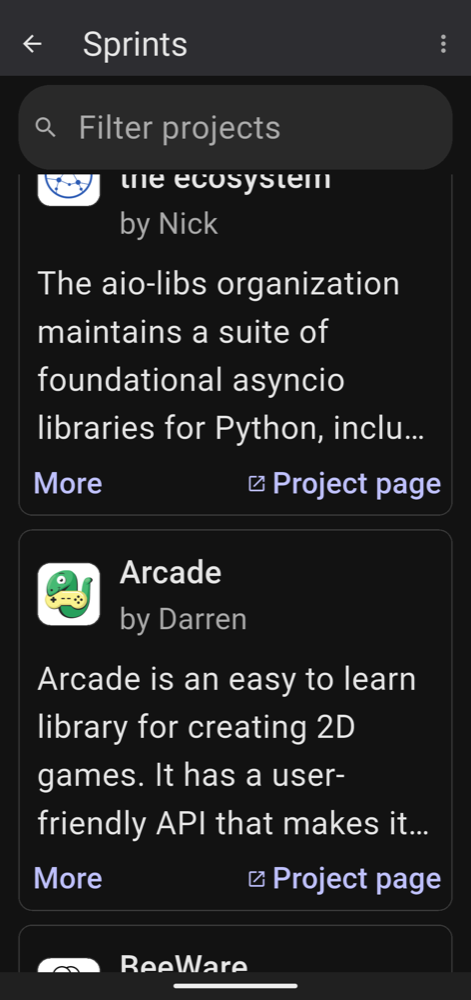 Sprints
Filter projects
the ecosystem
by Nick
The aio-libs organization
maintains a suite of
foundational asyncio
libraries for Python, inclu…
More
Project page
Arcade
by Darren
Arcade is an easy to learn
library for creating 2D
games. It has a user-
friendly API that makes it…
More
Project page
BeeWare